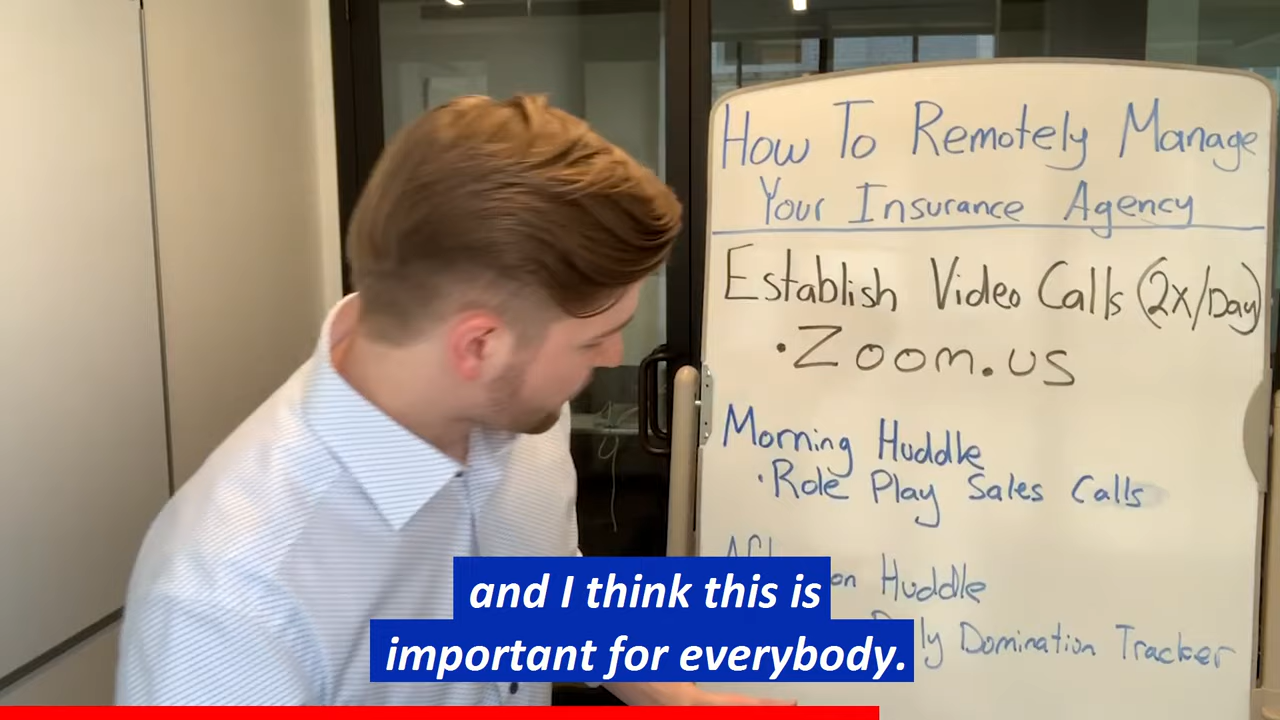 How To Remotely Manage
Your Insurance Agency
Establish Video Calls (2x/Day)
•Zoom.us
Morning Huddle
•Role Play Sales Calls
Huddle
Domination Tracker
and I think this is
important for everybody.